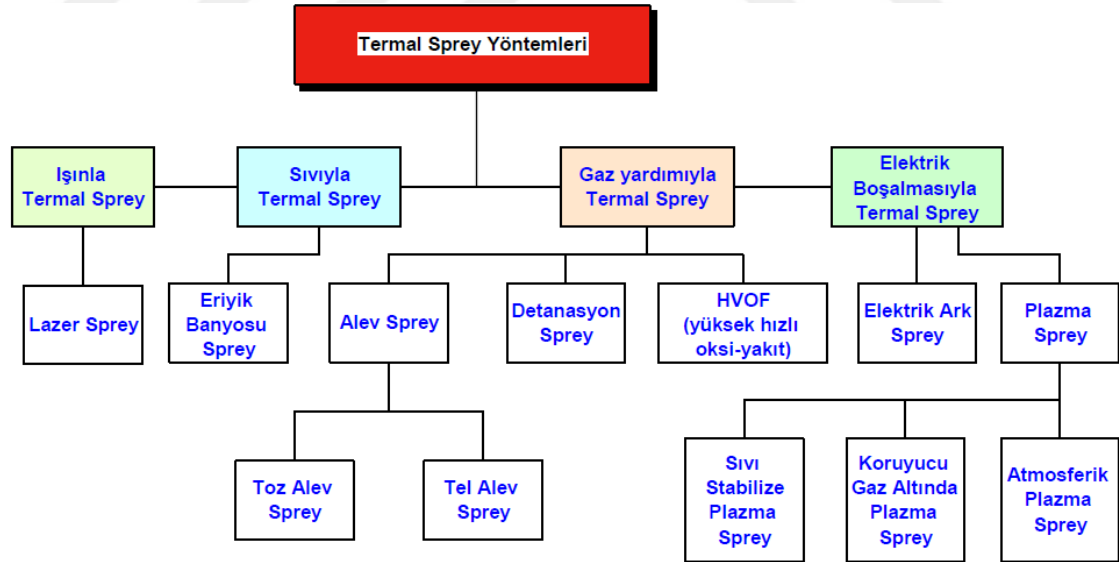 Termal Sprey Yöntemleri
Işınla
Termal Sprey
Sıvıyla
Termal Sprey
Gaz yardımıyla
Termal Sprey
Elektrik
Boşalmasıyla
Termal Sprey
Lazer Sprey
Eriyik
Banyosu
Sprey
Alev Sprey
Detanasyon
Sprey
HVOF
(yüksek hızlı
oksi-yakıt)
Elektrik Ark
Sprey
Plazma
Sprey
Toz Alev
Sprey
Tel Alev
Sprey
Sıvı
Stabilize
Plazma
Sprey
Koruyucu
Gaz Altında
Plazma
Sprey
Atmosferik
Plazma
Sprey